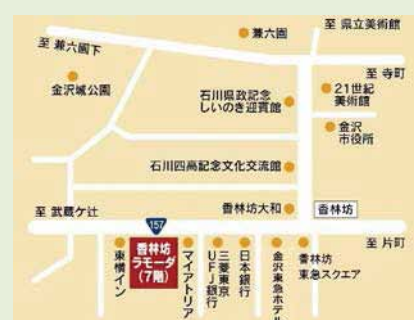 兼六園
至 県立美術館
至 兼六園下
至 寺町
金沢城公園
21世紀
美術館
石川県政記念
しいのき迎賓館
金沢
市役所
石川四高記念文化交流館
香林坊大和
香林坊
至 武蔵ケ辻
157
至 片町
東横イン
香林坊
ラモーダ
(7階)
マイアトリア
三菱東京
UFJ銀行
日本銀行
金沢東急ホテル
香林坊
東急スクエア